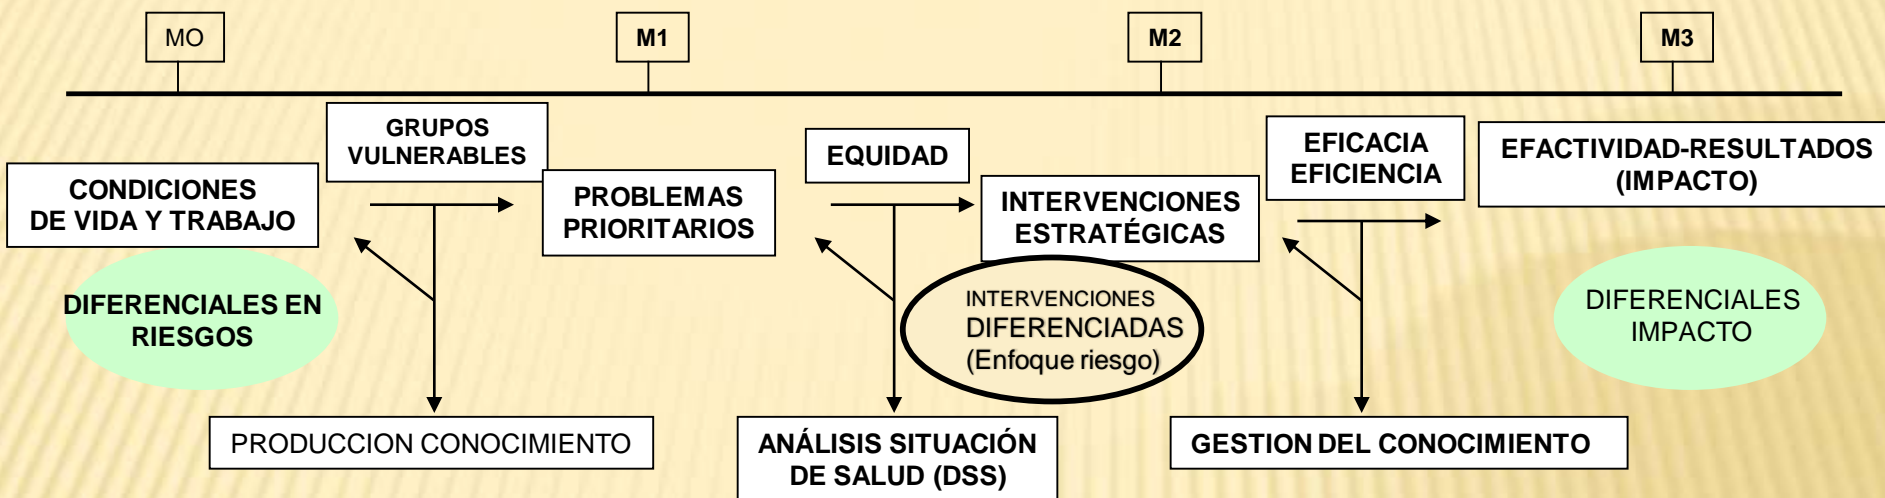 MO
M1
M2
M3
GRUPOS
VULNERABLES
EQUIDAD
EFICACIA
EFICIENCIA
EFACTIVIDAD-RESULTADOS
(IMPACTO)
CONDICIONES
DE VIDA Y TRABAJO
PROBLEMAS
PRIORITARIOS
INTERVENCIONES
ESTRATÉGICAS
DIFERENCIALES EN
RIESGOS
INTERVENCIONES
DIFERENCIADAS
(Enfoque riesgo)
DIFERENCIALES
IMPACTO
PRODUCCION CONOCIMIENTO
ANÁLISIS SITUACIÓN
DE SALUD (DSS)
GESTION DEL CONOCIMIENTO